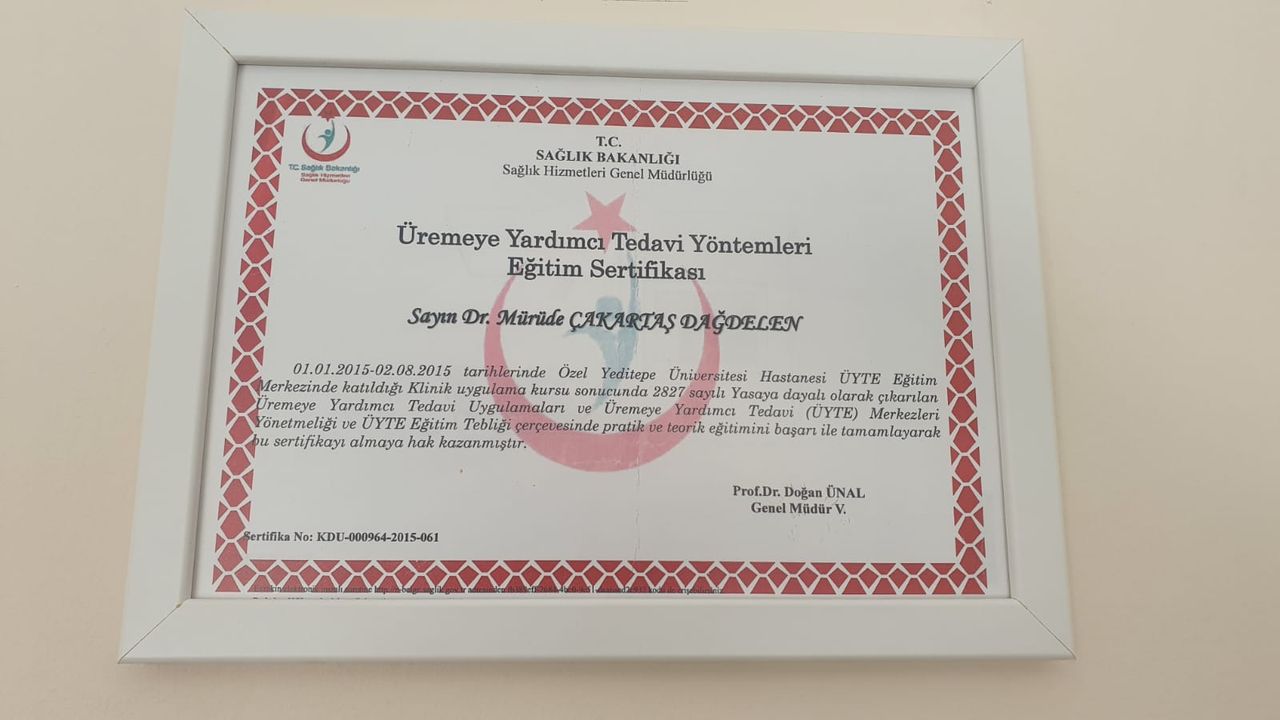 T.C. Sağlık Bakanlığı
Sağlık Hizmetleri
Genel Müdürlüğü
T.C.
SAĞLIK BAKANLIĞI
Sağlık Hizmetleri Genel Müdürlüğü
Üremeye Yardımcı Tedavi Yöntemleri
Eğitim Sertifikası
Sayın Dr. Mürüde ÇAKARTAŞ DAĞDELEN
01.01.2015-02.08.2015 tarihlerinde Özel Yeditepe Üniversitesi Hastanesi ÜYTE Eğitim
Merkezinde katıldığı Klinik uygulama kursu sonucunda 2827 sayılı Yasaya dayalı olarak çıkarılan
Üremeye Yardımcı Tedavi Uygulamaları ve Üremeye Yardımcı Tedavi (ÜYTE) Merkezleri
Yönetmeliği ve ÜYTE Eğitim Tebliği çerçevesinde pratik ve teorik eğitimini başarı ile tamamlayarak
bu sertifikayı almaya hak kazanmıştır.
Prof.Dr. Doğan ÜNAL
Genel Müdür V.
Sertifika No: KDU-000964-2015-061